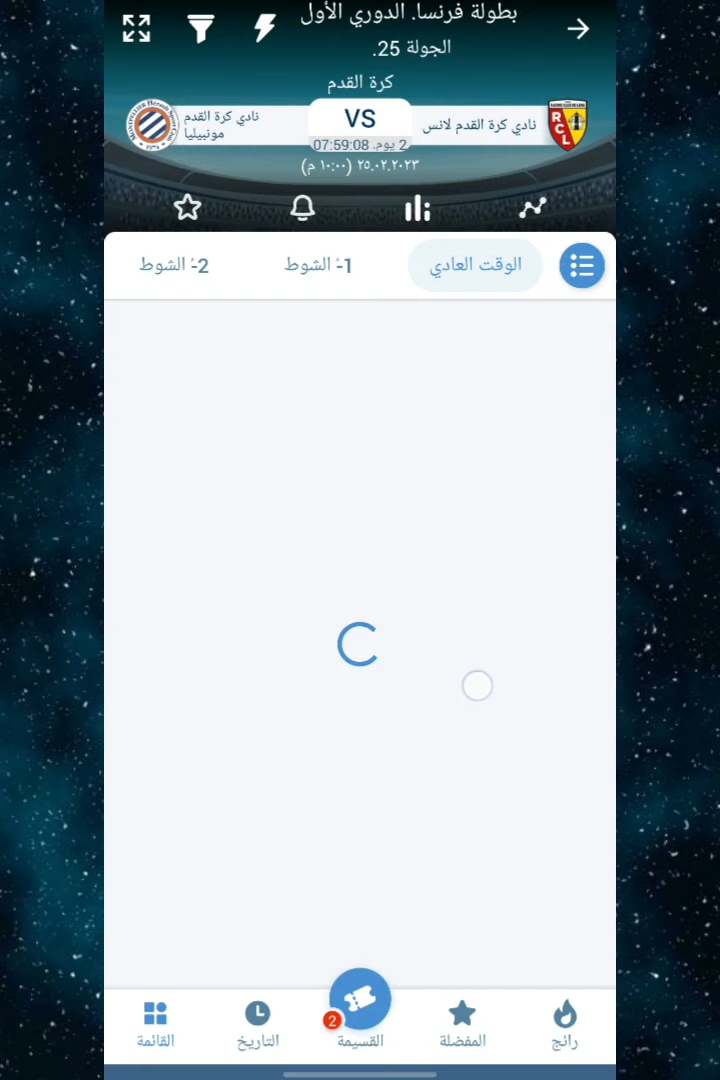 بطولة فرنسا. الدوري الأول
الجولة 25.
كرة القدم
نادي كرة القدم لانس
VS
نادي كرة القدم
مونبيليا
2 يوم. 07:59:08
٢٥.٠٢.٢٠٢٣ (١٠:٠٠ م)
الوقت العادي
1-ُ الشوط
2-ُ الشوط
رائج
المفضلة
2
القسيمة
التاريخ
القائمة